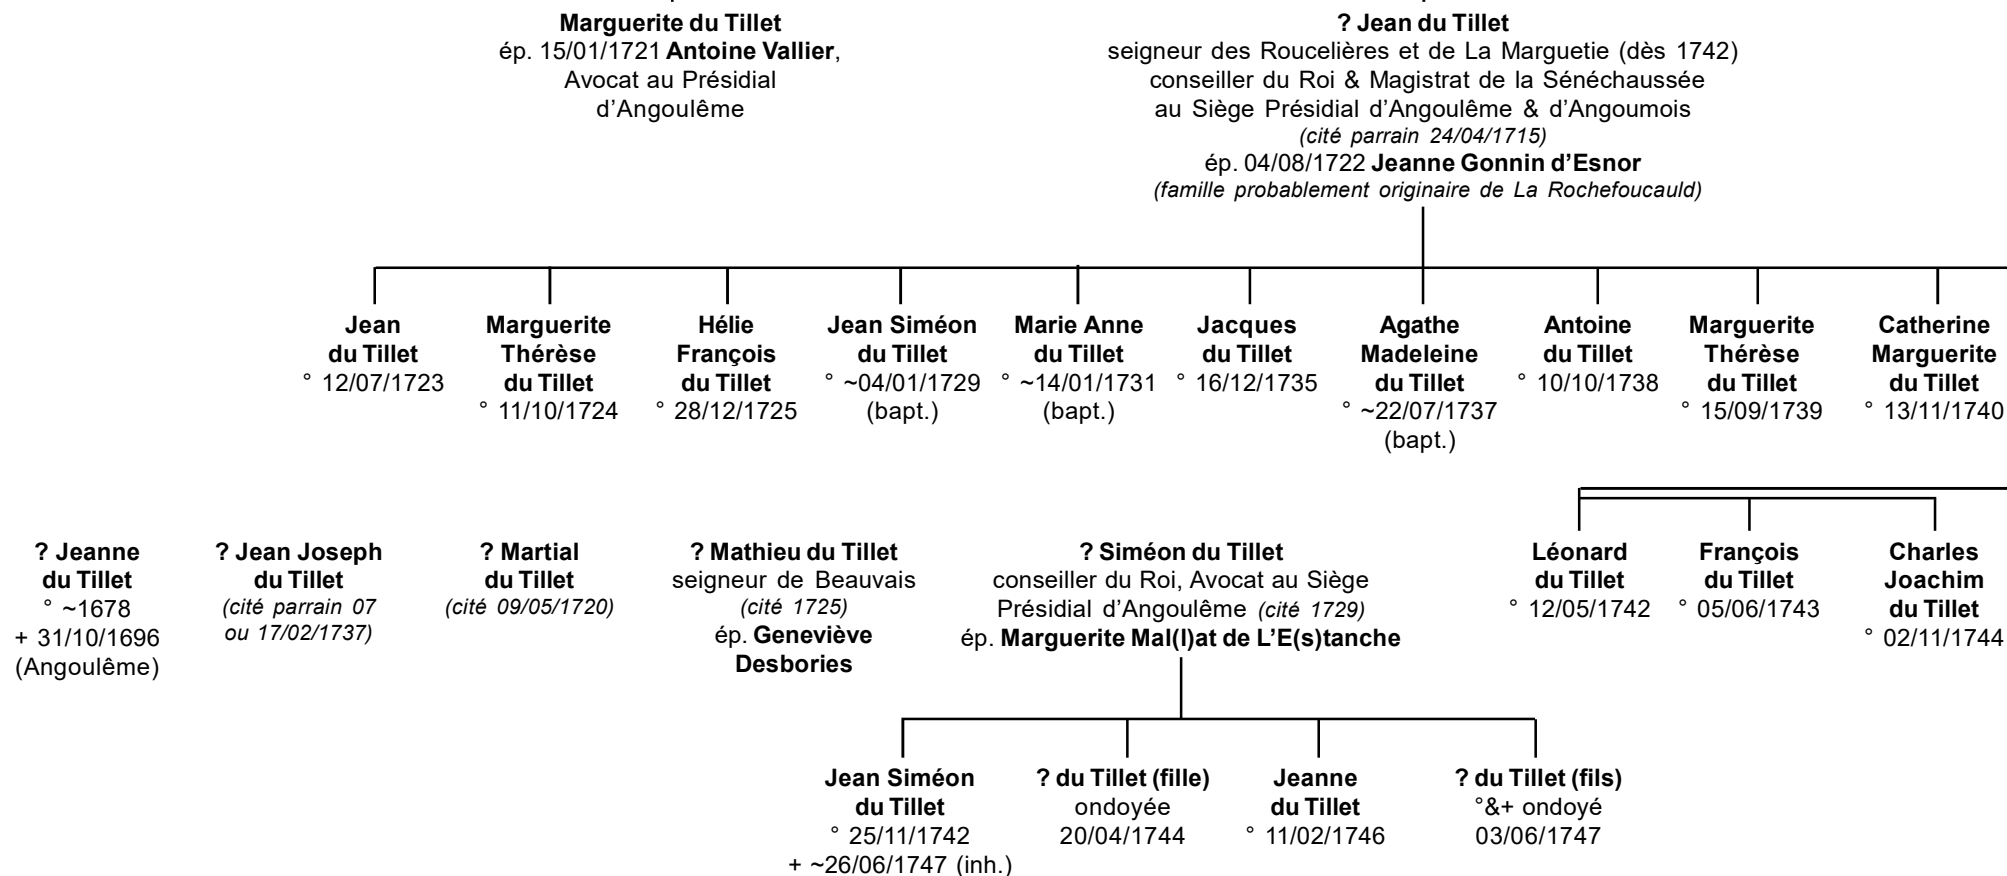 Marguerite du Tillet
ép. 15/01/1721 Antoine Vallier,
Avocat au Présidial
d'Angoulême
? Jean du Tillet
seigneur des Roucelières et de La Marguetie (dès 1742)
conseiller du Roi & Magistrat de la Sénéchaussée
au Siège Présidial d'Angoulême & d'Angoumois
(cité parrain 24/04/1715)
ép. 04/08/1722 Jeanne Gonnin d'Esnor
(famille probablement originaire de La Rochefoucauld)
Jean
du Tillet
° 12/07/1723
Marguerite
Thérèse
du Tillet
° 11/10/1724
Hélie
François
du Tillet
° 28/12/1725
Jean Siméon
du Tillet
° ~04/01/1729
(bapt.)
Marie Anne
du Tillet
° ~14/01/1731
(bapt.)
Jacques
du Tillet
° 16/12/1735
Agathe
Madeleine
du Tillet
° ~22/07/1737
(bapt.)
Antoine
du Tillet
° 10/10/1738
Marguerite
Thérèse
du Tillet
° 15/09/1739
Catherine
Marguerite
du Tillet
° 13/11/1740
? Jeanne
du Tillet
° ~1678
+ 31/10/1696
(Angoulême)
? Jean Joseph
du Tillet
(cité parrain 07
ou 17/02/1737)
? Martial
du Tillet
(cité 09/05/1720)
? Mathieu du Tillet
seigneur de Beauvais
(cité 1725)
ép. Geneviève
Desbories
? Siméon du Tillet
conseiller du Roi, Avocat au Siège
Présidial d'Angoulême (cité 1729)
ép. Marguerite Mal(l)at de L'E(s)tanche
Léonard
du Tillet
° 12/05/1742
François
du Tillet
° 05/06/1743
Charles
Joachim
du Tillet
° 02/11/1744
Jean Siméon
du Tillet
° 25/11/1742
+ ~26/06/1747 (inh.)
? du Tillet (fille)
ondoyée
20/04/1744
Jeanne
du Tillet
° 11/02/1746
? du Tillet (fils)
°&+ ondoyé
03/06/1747